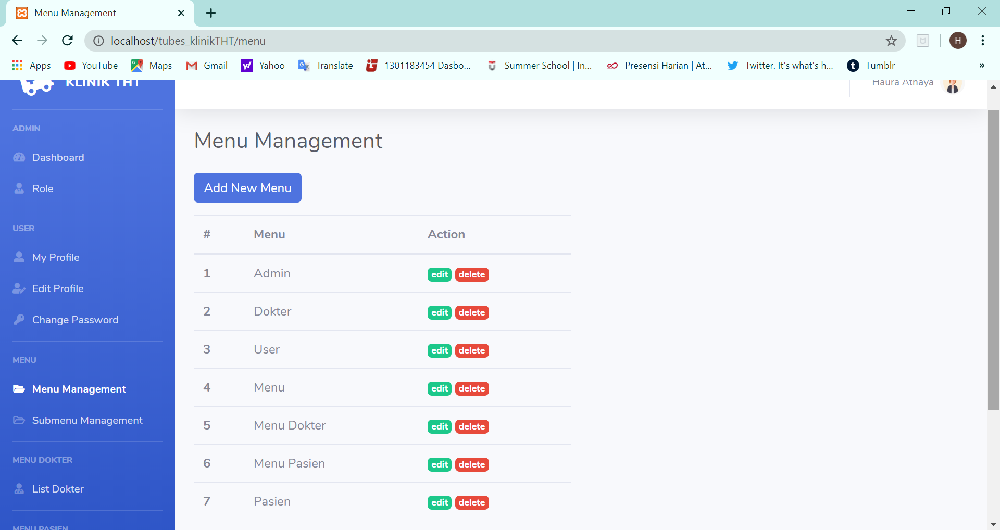 Menu Management
localhost/tubes_klinikTHT/menu
H
Apps
YouTube
Maps
Gmail
Yahoo
Translate
1301183454 Dasbo...
Summer School | In...
Presensi Harian | At...
Twitter. It's what's h...
Tumblr
»
KLINIK THT
Haura Athaya
ADMIN
Dashboard
Role
USER
My Profile
Edit Profile
Change Password
MENU
Menu Management
Submenu Management
MENU DOKTER
List Dokter
MENU PASIEN
Menu Management
Add New Menu
# Menu Action
1 Admin edit delete
2 Dokter edit delete
3 User edit delete
4 Menu edit delete
5 Menu Dokter edit delete
6 Menu Pasien edit delete
7 Pasien edit delete